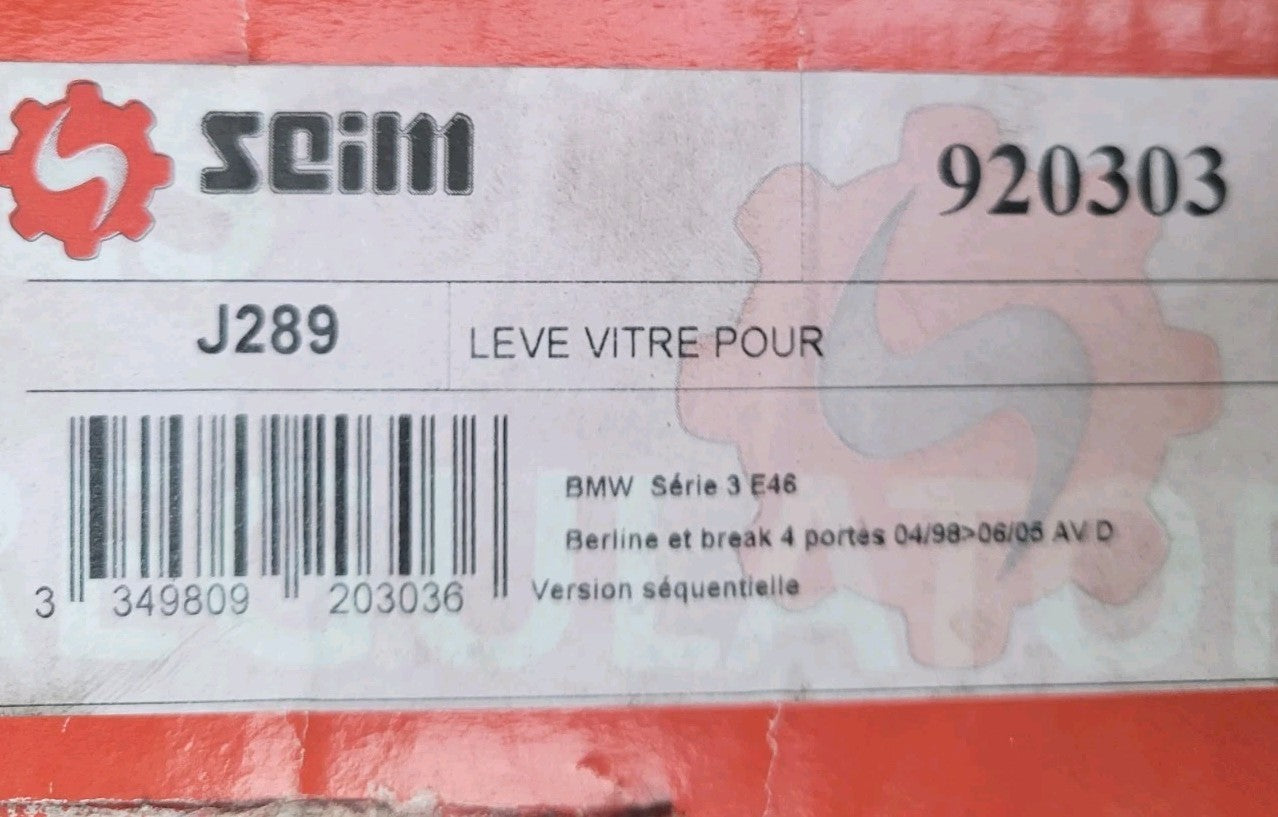 seim
920303
J289
LEVE VITRE POUR
BMW Série 3 E46
Berline et break 4 portes 04/98>06/05 AV D
Version séquentielle
3 349809 203036
REGULATOR